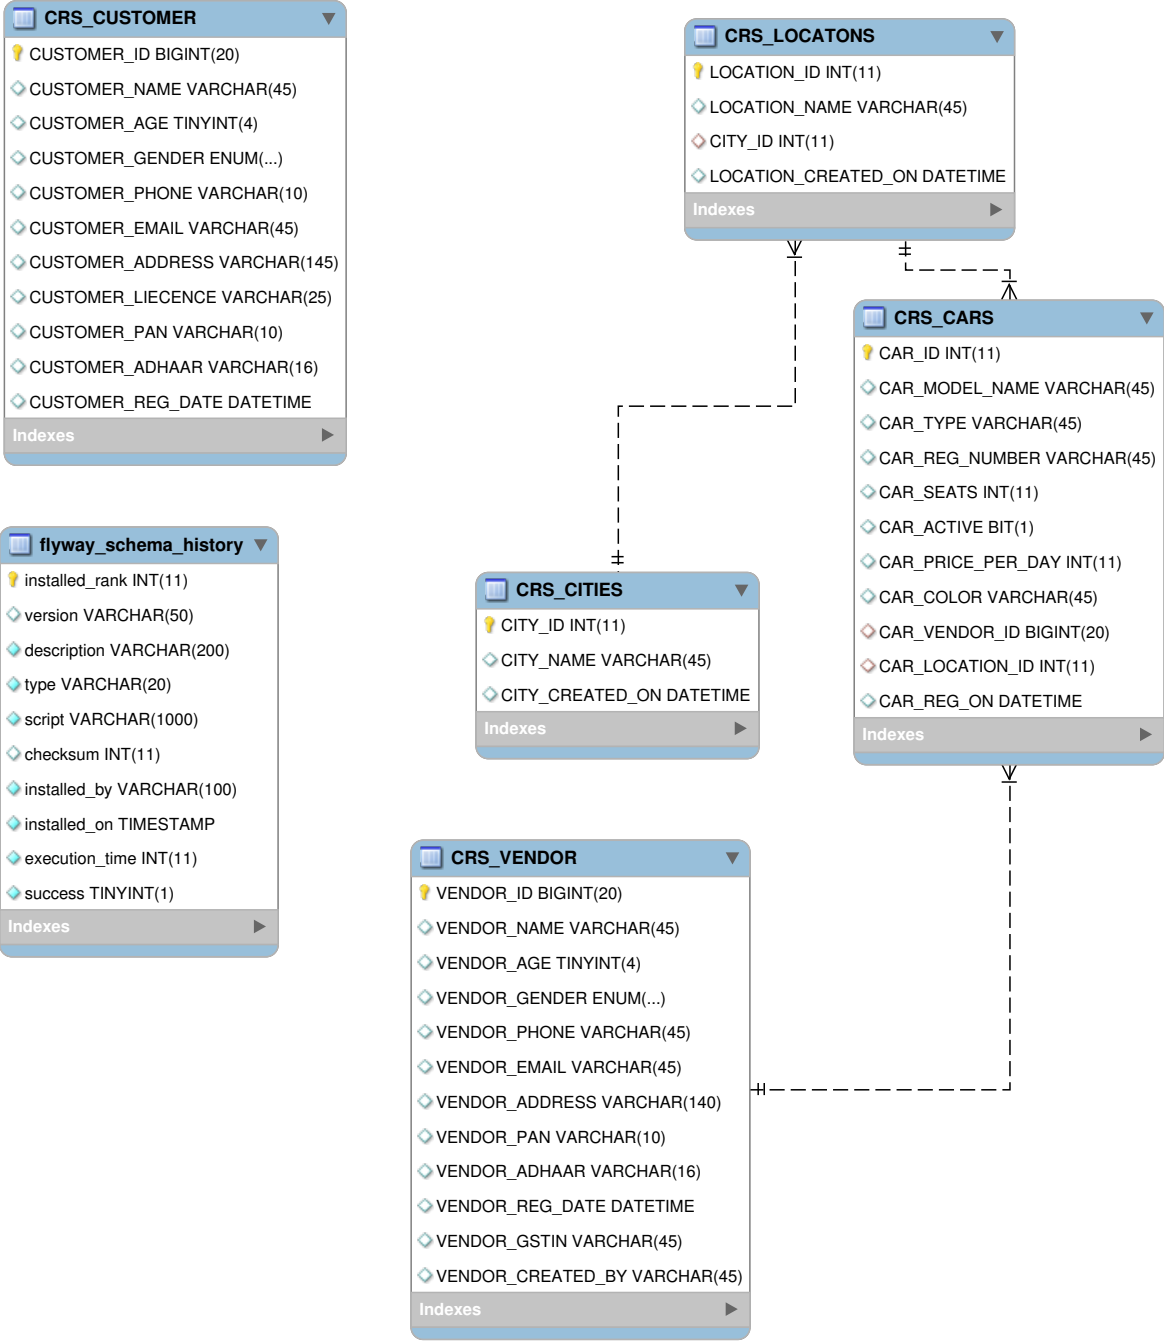 CRS_CUSTOMER
CUSTOMER_ID BIGINT(20)
CUSTOMER_NAME VARCHAR(45)
CUSTOMER_AGE TINYINT(4)
CUSTOMER_GENDER ENUM(...)
CUSTOMER_PHONE VARCHAR(10)
CUSTOMER_EMAIL VARCHAR(45)
CUSTOMER_ADDRESS VARCHAR(145)
CUSTOMER_LIECENCE VARCHAR(25)
CUSTOMER_PAN VARCHAR(10)
CUSTOMER_ADHAAR VARCHAR(16)
CUSTOMER_REG_DATE DATETIME
Indexes
CRS_LOCATONS
LOCATION_ID INT(11)
LOCATION_NAME VARCHAR(45)
CITY_ID INT(11)
LOCATION_CREATED_ON DATETIME
Indexes
CRS_CARS
CAR_ID INT(11)
CAR_MODEL_NAME VARCHAR(45)
CAR_TYPE VARCHAR(45)
CAR_REG_NUMBER VARCHAR(45)
CAR_SEATS INT(11)
CAR_ACTIVE BIT(1)
CAR_PRICE_PER_DAY INT(11)
CAR_COLOR VARCHAR(45)
CAR_VENDOR_ID BIGINT(20)
CAR_LOCATION_ID INT(11)
CAR_REG_ON DATETIME
Indexes
flyway_schema_history
installed_rank INT(11)
version VARCHAR(50)
description VARCHAR(200)
type VARCHAR(20)
script VARCHAR(1000)
checksum INT(11)
installed_by VARCHAR(100)
installed_on TIMESTAMP
execution_time INT(11)
success TINYINT(1)
Indexes
CRS_CITIES
CITY_ID INT(11)
CITY_NAME VARCHAR(45)
CITY_CREATED_ON DATETIME
Indexes
CRS_VENDOR
VENDOR_ID BIGINT(20)
VENDOR_NAME VARCHAR(45)
VENDOR_AGE TINYINT(4)
VENDOR_GENDER ENUM(...)
VENDOR_PHONE VARCHAR(45)
VENDOR_EMAIL VARCHAR(45)
VENDOR_ADDRESS VARCHAR(140)
VENDOR_PAN VARCHAR(10)
VENDOR_ADHAAR VARCHAR(16)
VENDOR_REG_DATE DATETIME
VENDOR_GSTIN VARCHAR(45)
VENDOR_CREATED_BY VARCHAR(45)
Indexes